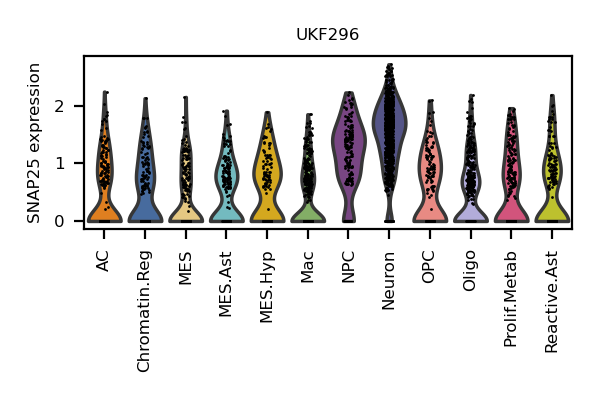 UKF296
SNAP25 expression
2
1
0
AC
Chromatin.Reg
MES
MES.Ast
MES.Hyp
Mac
NPC
Neuron
OPC
Oligo
Prolif.Metab
Reactive.Ast